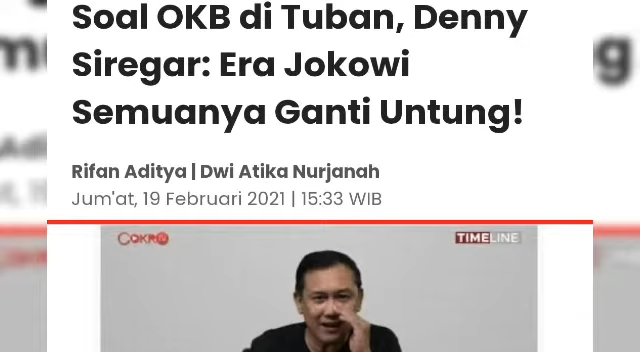 Soal OKB di Tuban, Denny
Siregar: Era Jokowi
Semuanya Ganti Untung!
Rifan Aditya | Dwi Atika Nurjanah
Jum'at, 19 Februari 2021 | 15:33 WIB
COKRO TV
TIMELINE